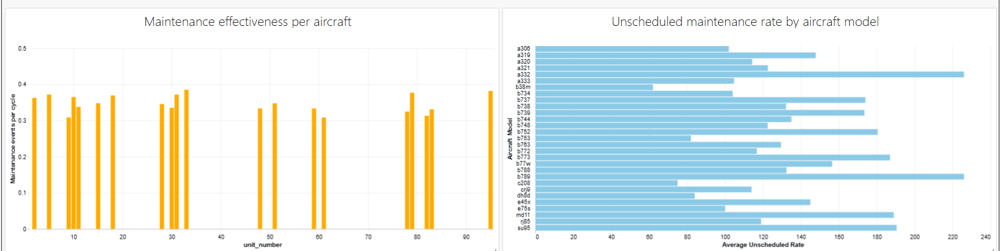 Maintenance effectiveness per aircraft
0.5
0.4
0.3
0.2
0.1
0
Maintenance events per cycle
10 20 30 40 50 60 70 80 90
unit_number
Unscheduled maintenance rate by aircraft model
a306
a319
a320
a321
a332
a333
b38m
b734
b737
b738
b739
b744
b748
b752
b753
b763
b772
b773
b77w
b788
b789
c208
crj9
dh8d
e45x
e75s
md11
rj85
su95
Aircraft Model
0 20 40 60 80 100 120 140 160 180 200 220 240
Average Unscheduled Rate